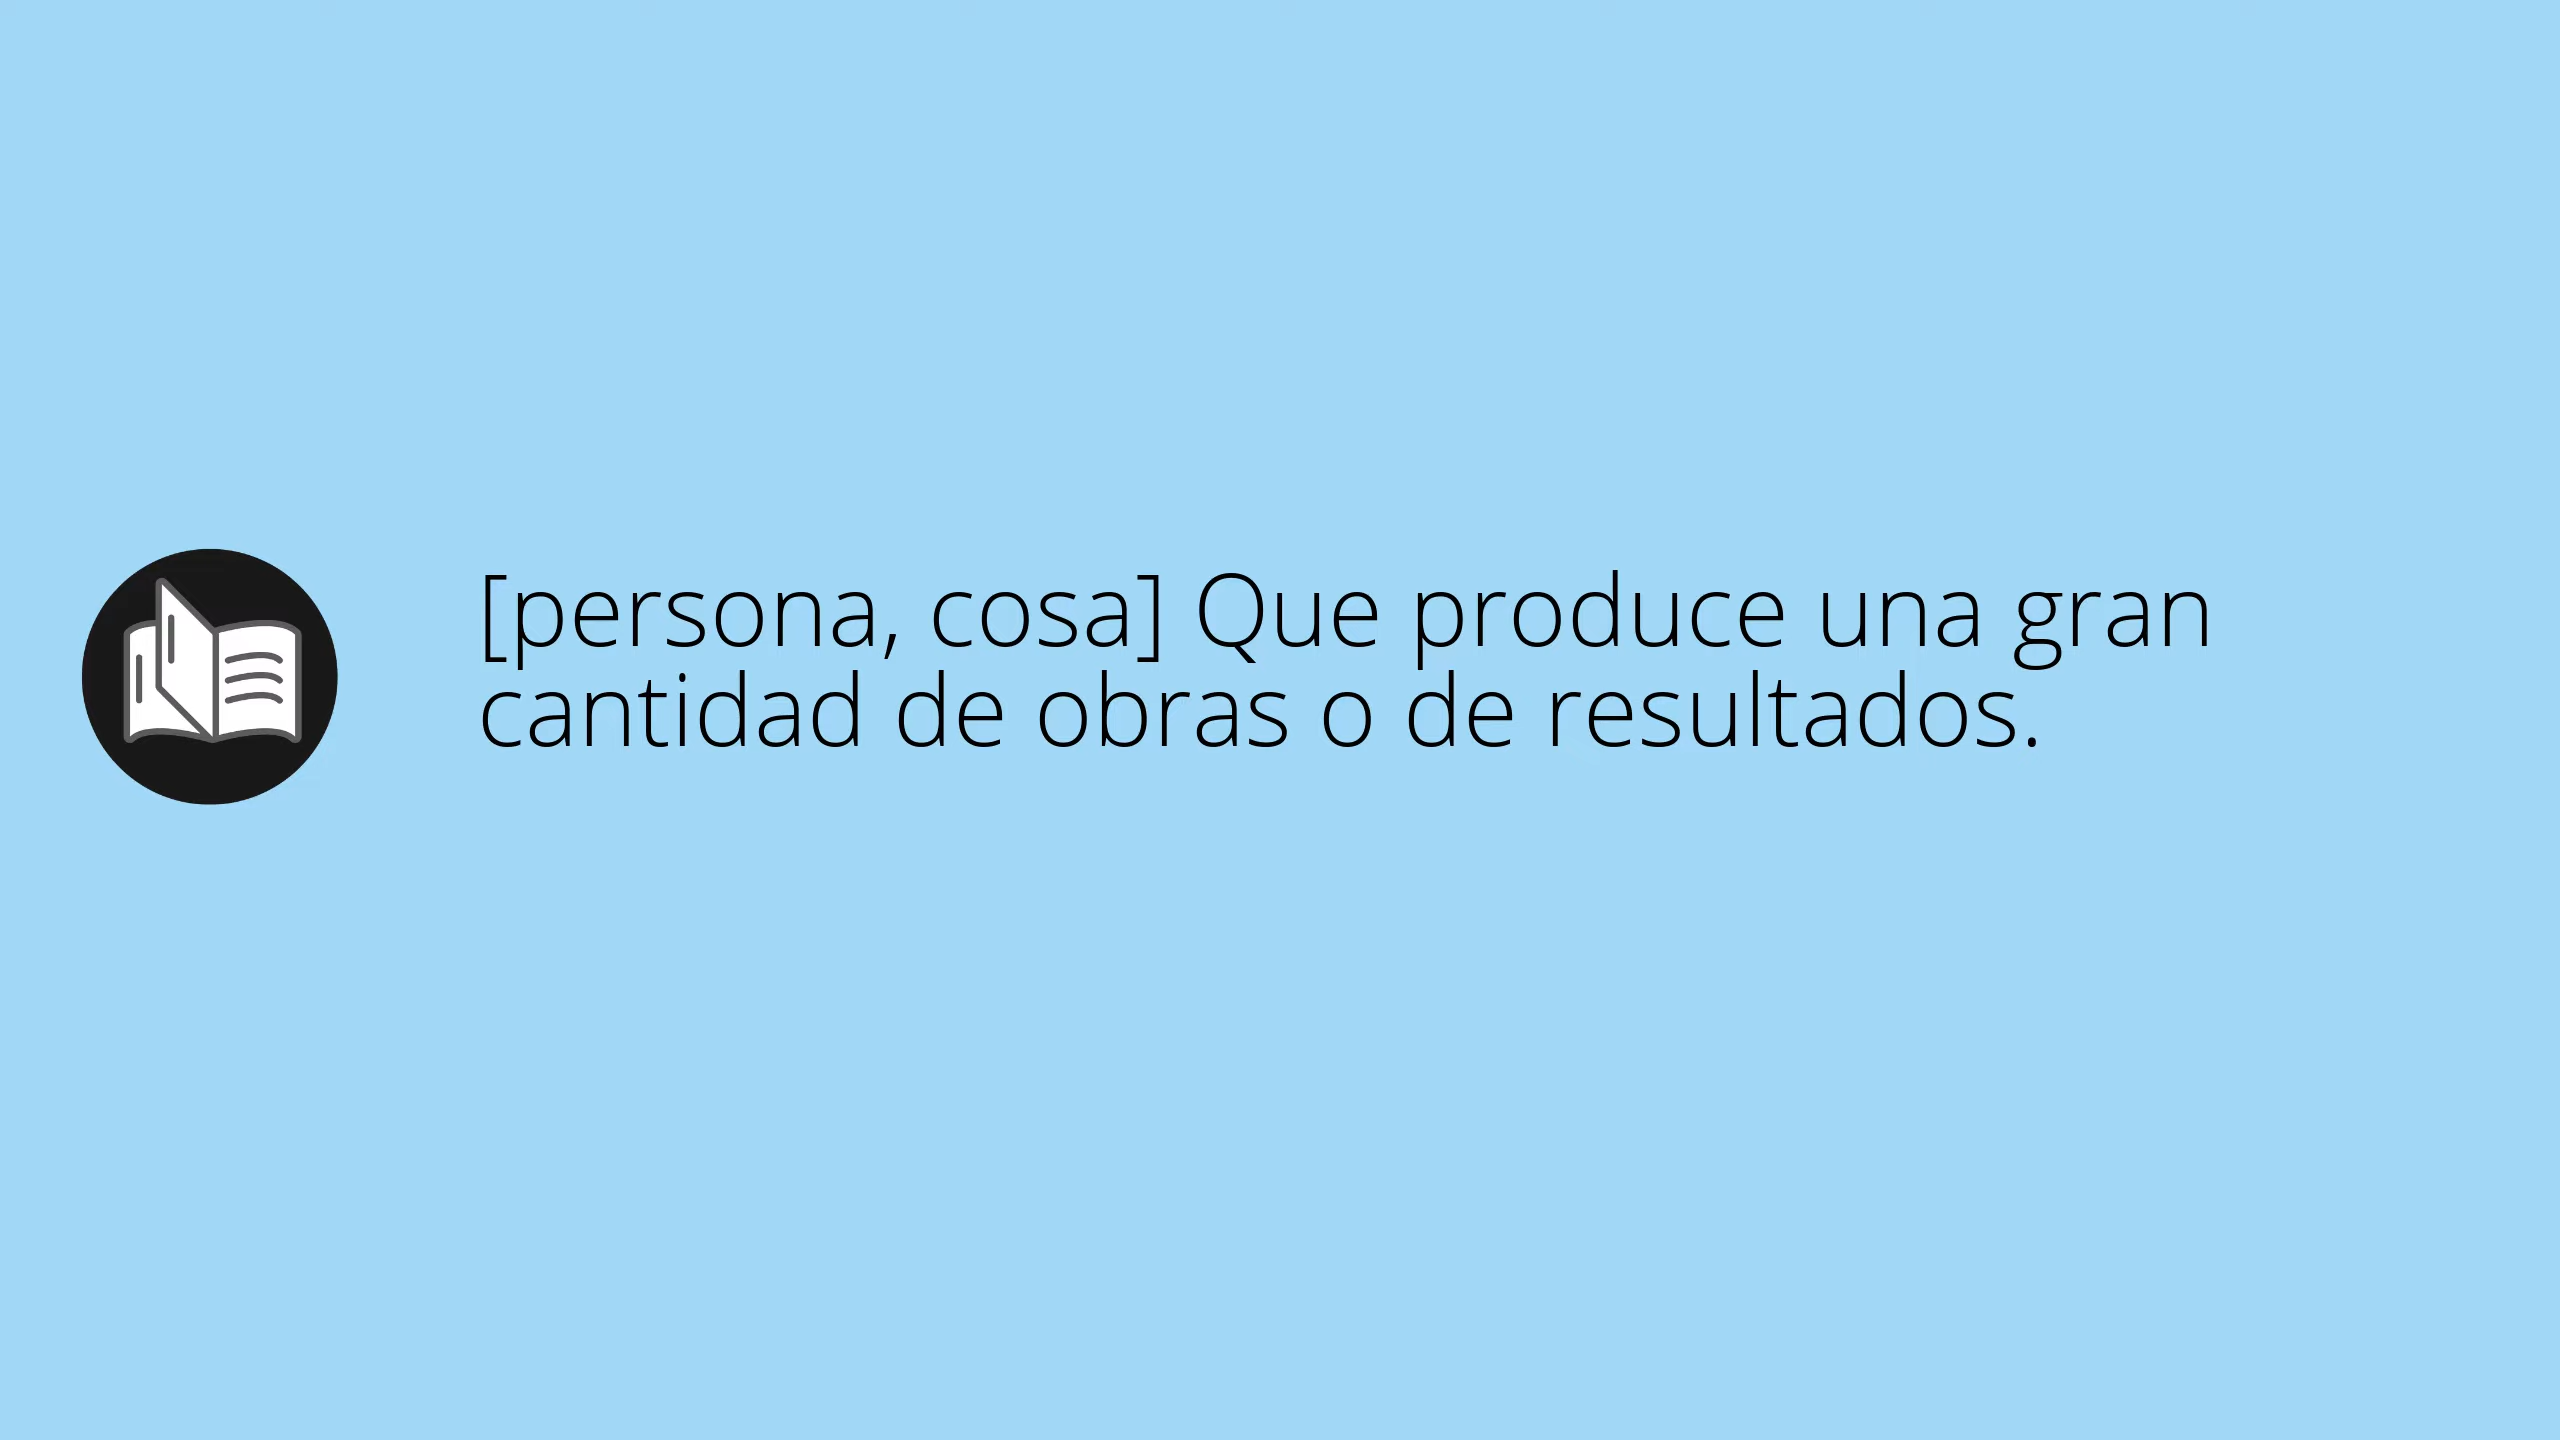 [persona, cosa] Que produce una gran
cantidad de obras o de resultados.